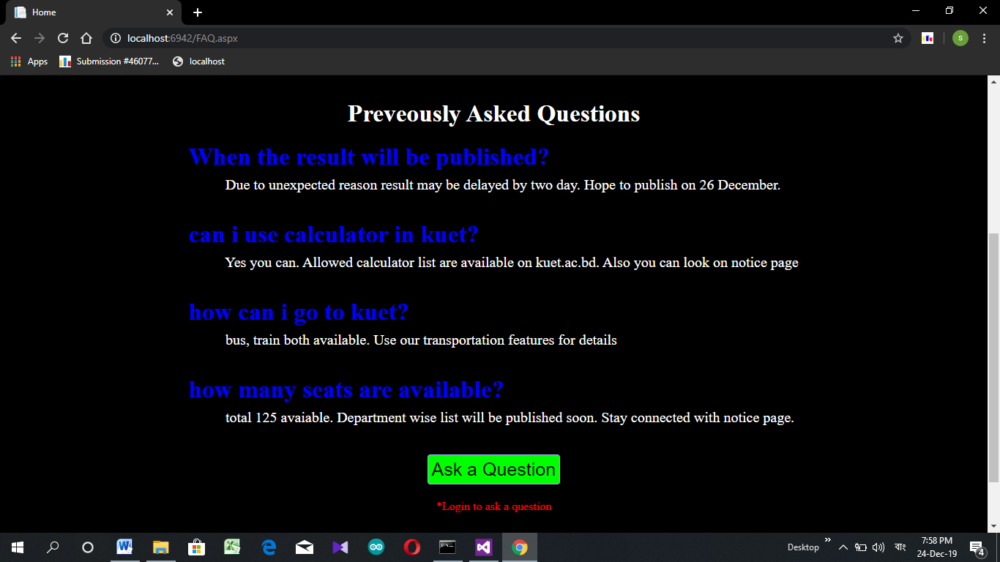 Home
localhost:6942/FAQ.aspx
S
Apps
Submission #46077...
localhost
Preveously Asked Questions
When the result will be published?
Due to unexpected reason result may be delayed by two day. Hope to publish on 26 December.
can i use calculator in kuet?
Yes you can. Allowed calculator list are available on kuet.ac.bd. Also you can look on notice page
how can i go to kuet?
bus, train both available. Use our transportation features for details
how many seats are available?
total 125 avaiable. Department wise list will be published soon. Stay connected with notice page.
Ask a Question
*Login to ask a question
Desktop
বাং
7:58 PM
24-Dec-19
4